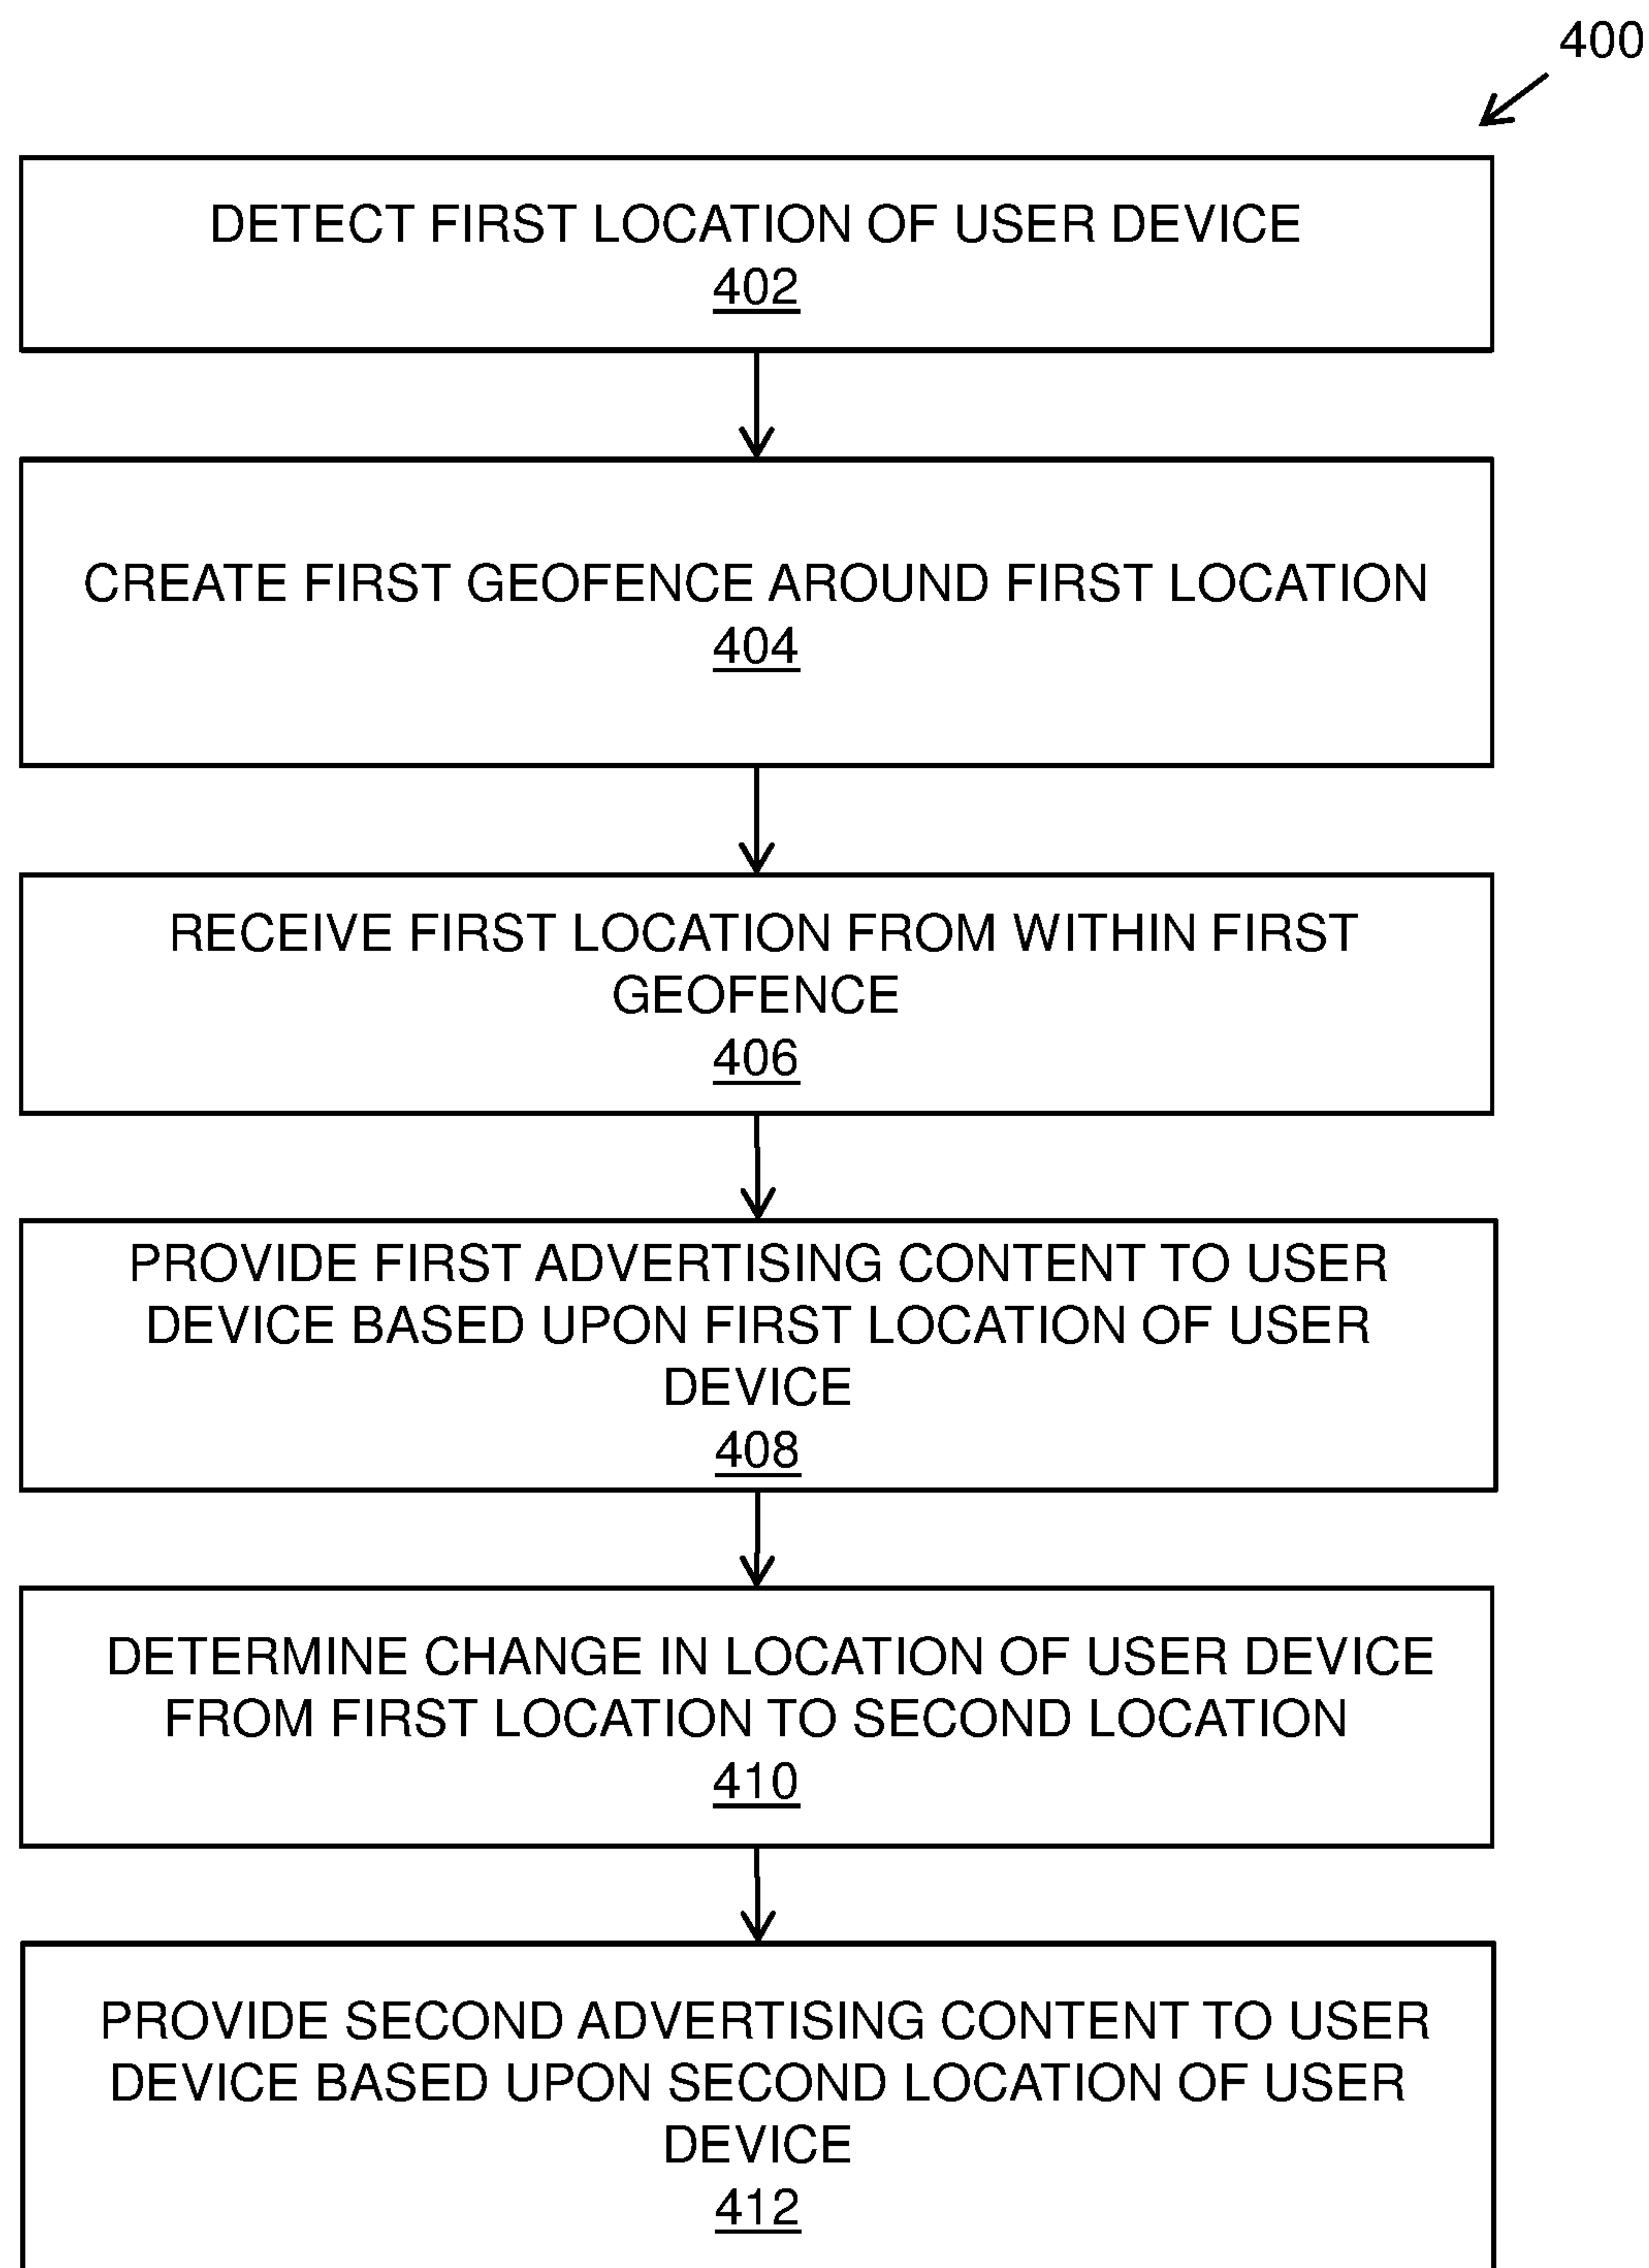 400
DETECT FIRST LOCATION OF USER DEVICE
402
CREATE FIRST GEOFENCE AROUND FIRST LOCATION
404
RECEIVE FIRST LOCATION FROM WITHIN FIRST
GEOFENCE
406
PROVIDE FIRST ADVERTISING CONTENT TO USER
DEVICE BASED UPON FIRST LOCATION OF USER
DEVICE
408
DETERMINE CHANGE IN LOCATION OF USER DEVICE
FROM FIRST LOCATION TO SECOND LOCATION
410
PROVIDE SECOND ADVERTISING CONTENT TO USER
DEVICE BASED UPON SECOND LOCATION OF USER
DEVICE
412